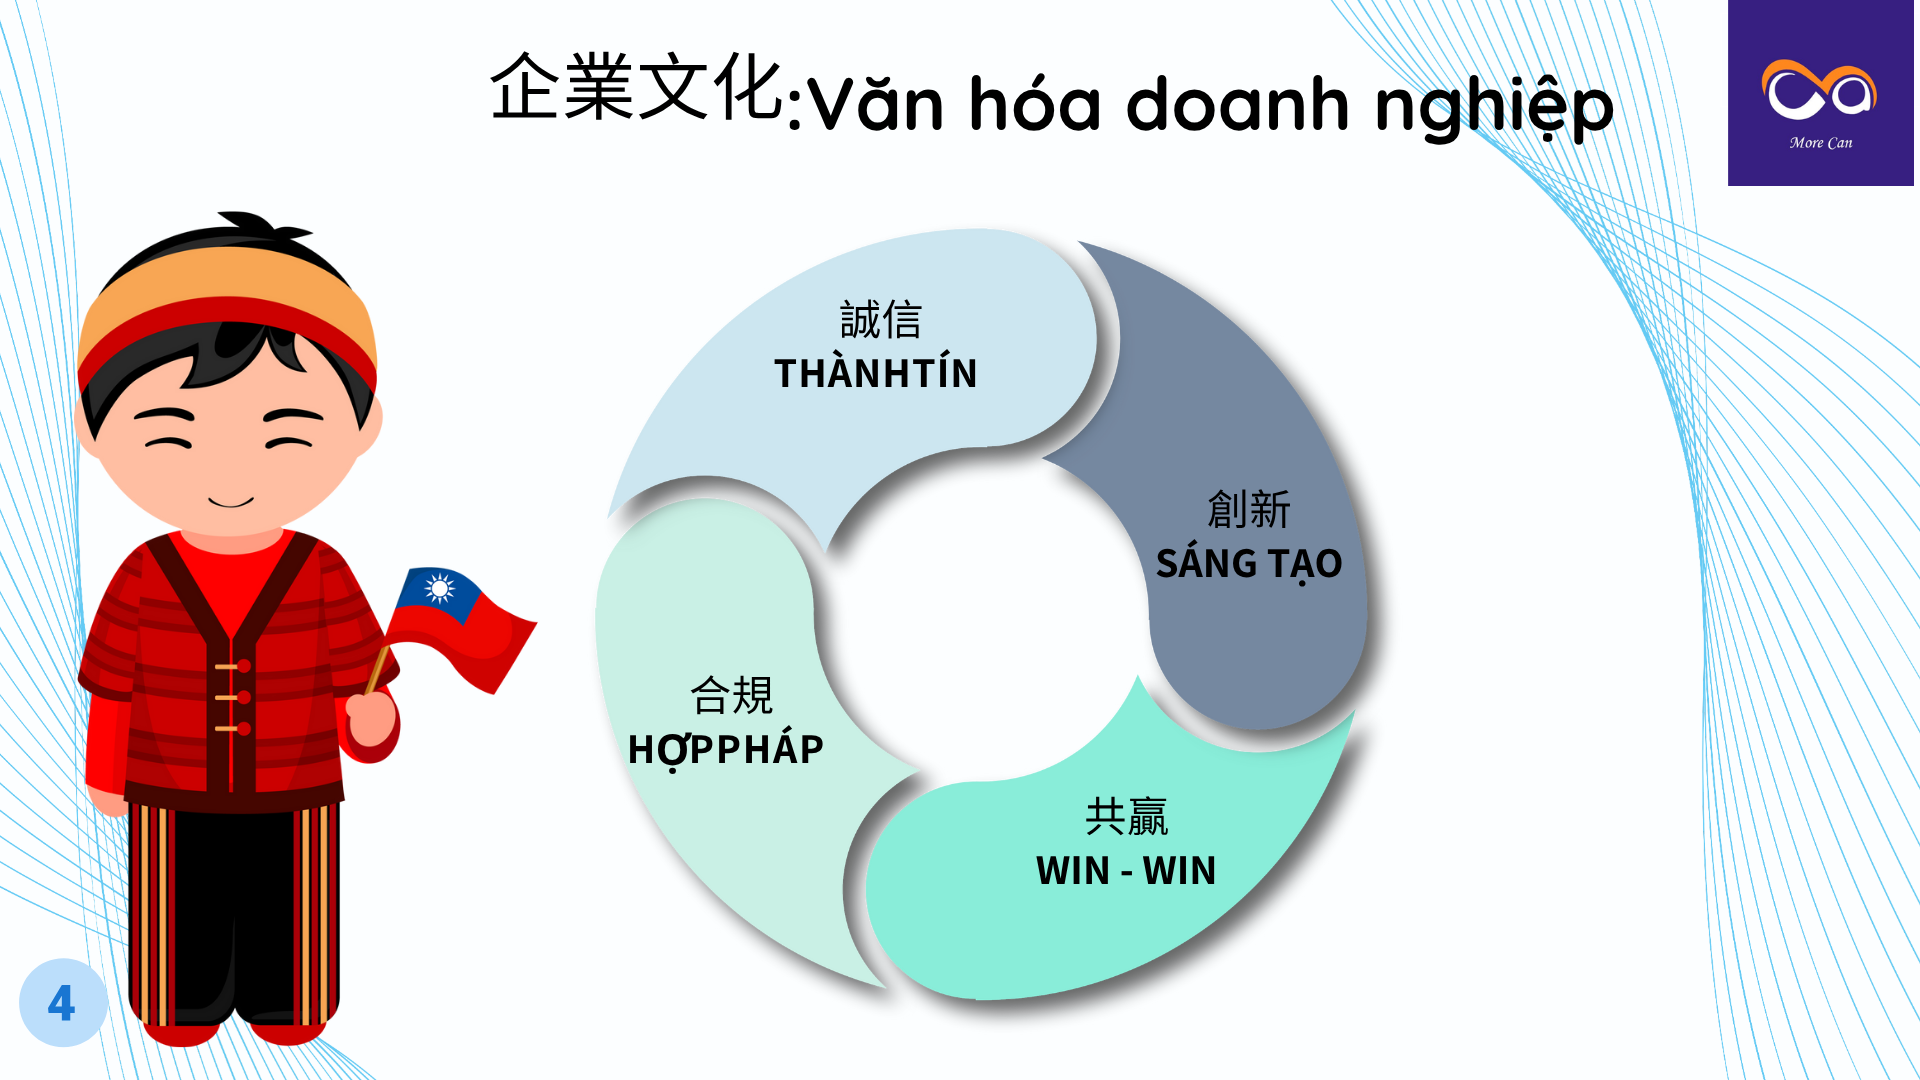 企業文化:Văn hóa doanh nghiệp
More Can
誠信
THÀNHTÍN
創新
SÁNG TẠO
合規
HỢPPHÁP
共贏
WIN - WIN
4